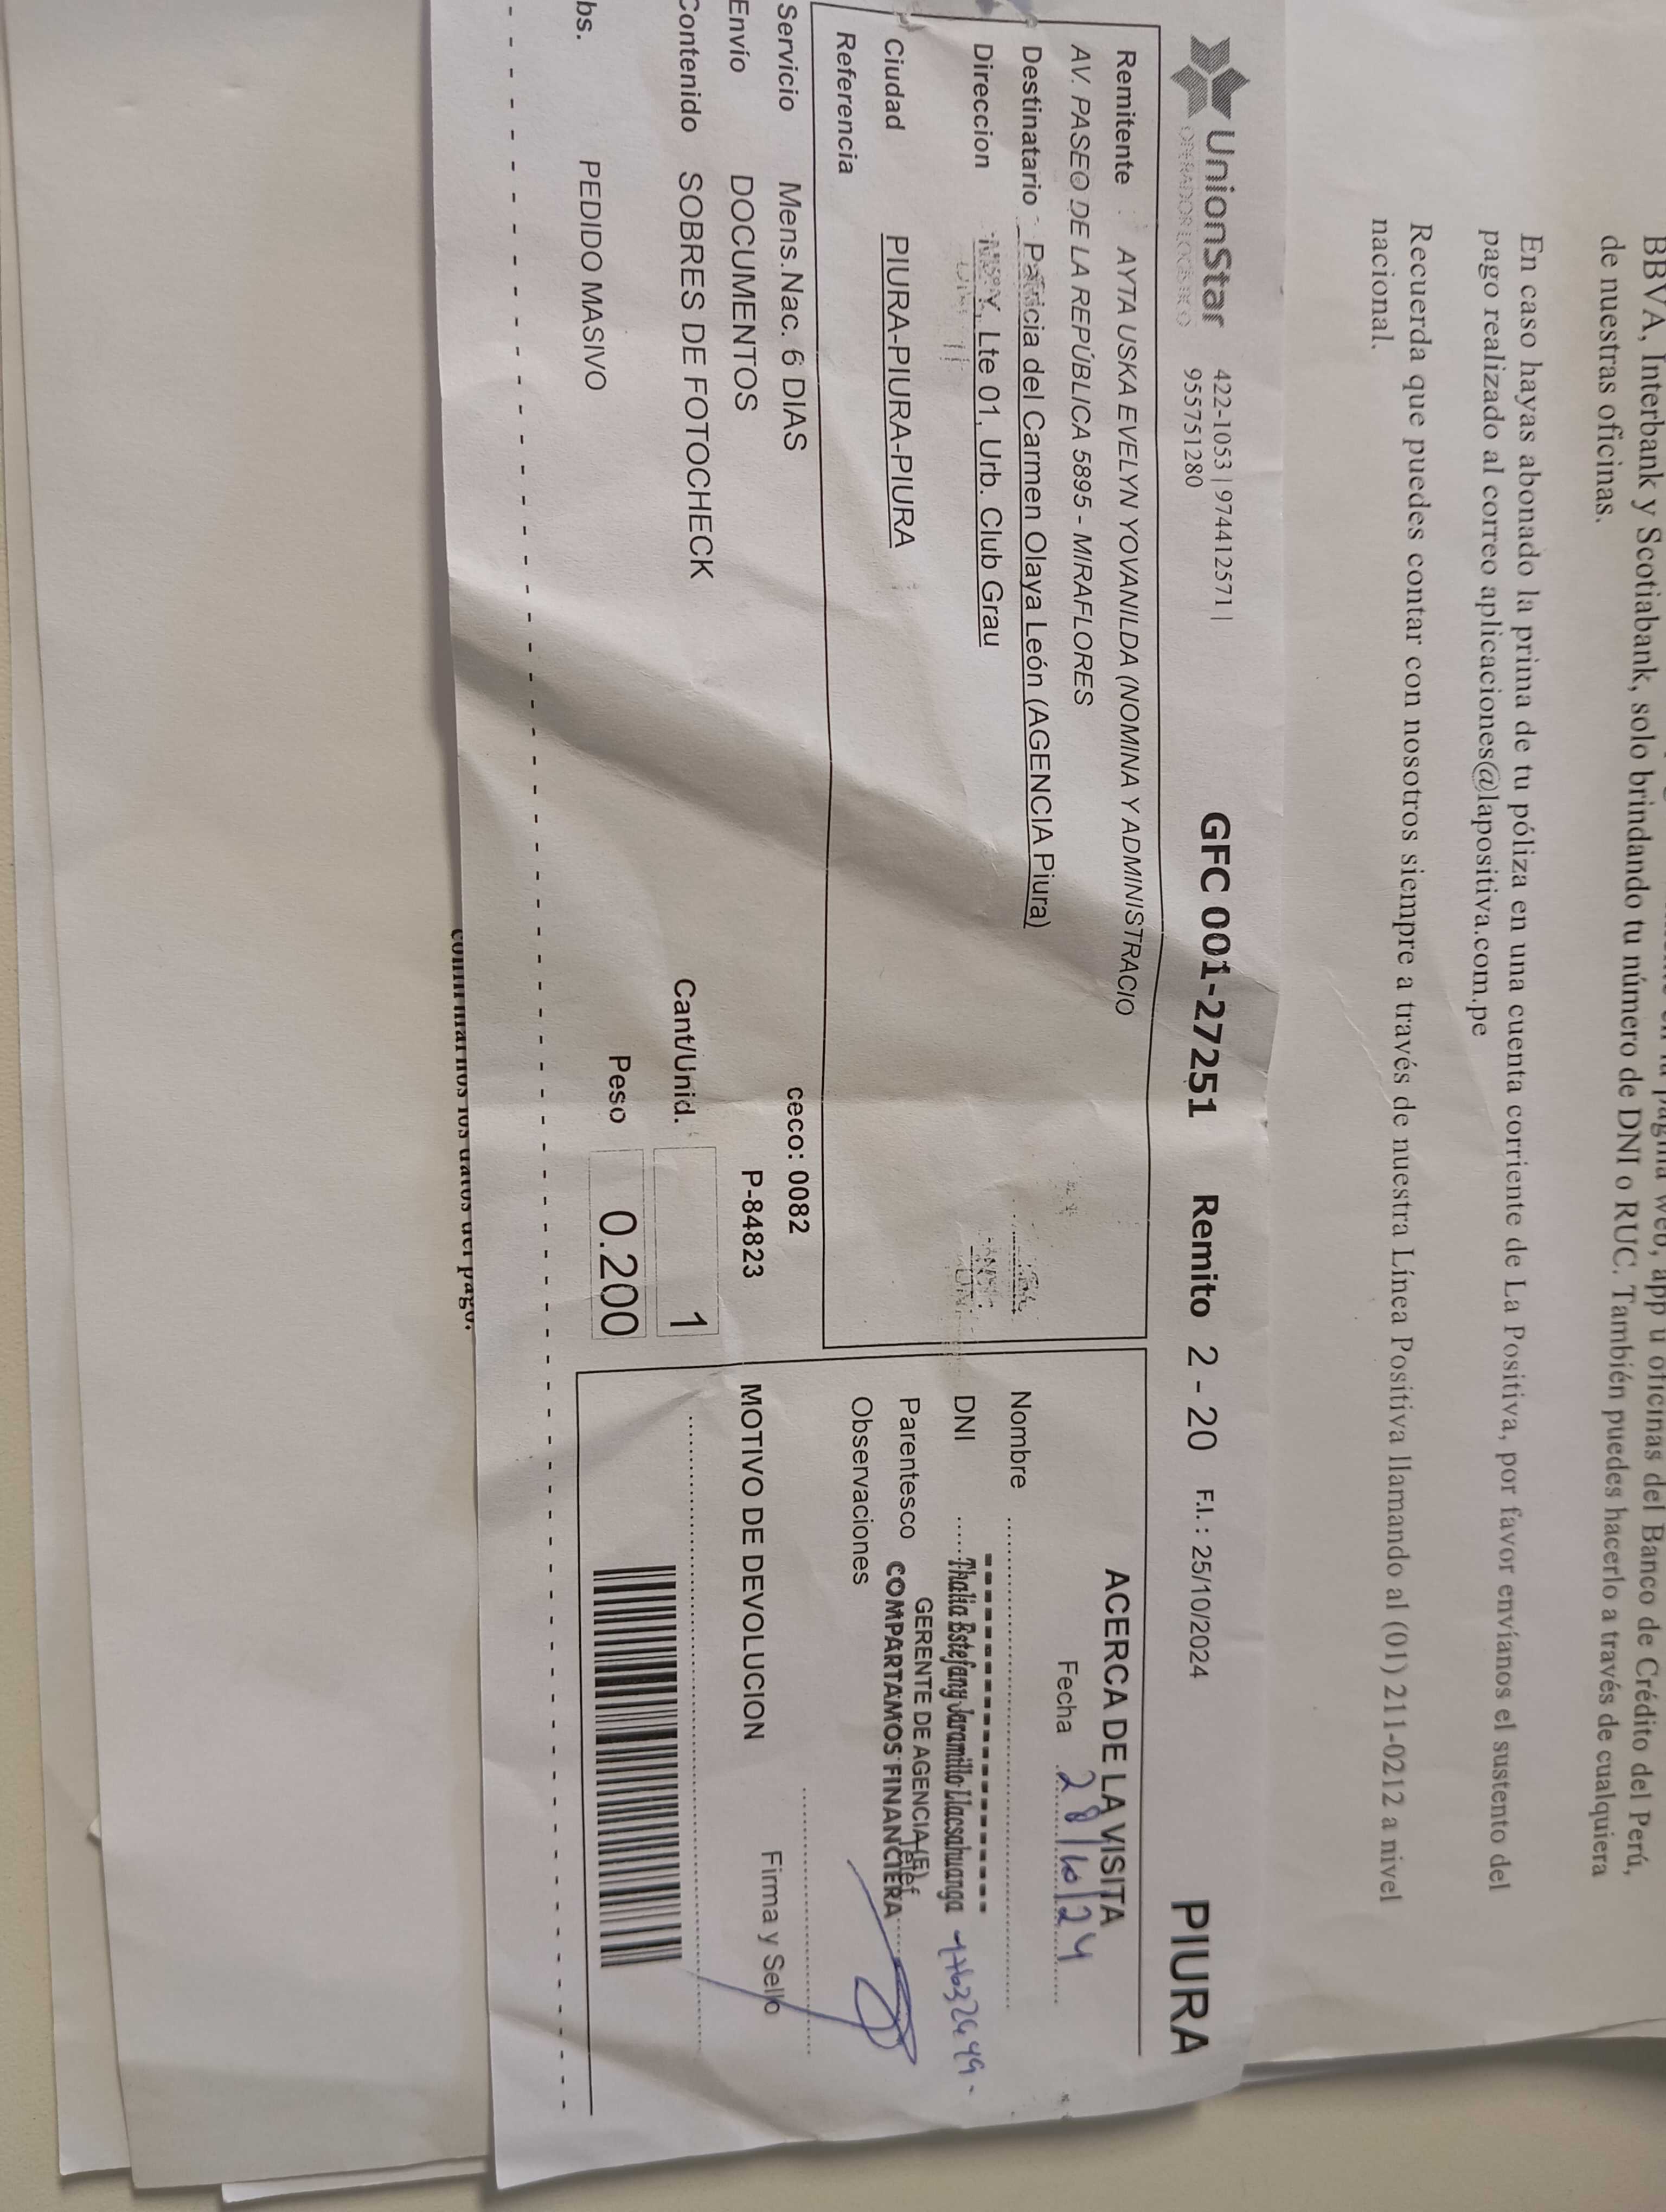 BBVA, Interbank y Scotiabank, solo brindando tu número de DNI o RUC. También puedes hacerlo a través de cualquiera
de nuestras oficinas.
En caso hayas abonado la prima de tu póliza en una cuenta corriente de La Positiva, por favor envíanos el sustento del
pago realizado al correo aplicaciones@lapositiva.com.pe
Recuerda que puedes contar con nosotros siempre a través de nuestra Línea Positiva llamando al (01) 211-0212 a nivel
nacional.
UnionStar
422-1053 | 974412571 |
955751280
GFC 001-27251 Remito 2 - 20 F.I. : 25/10/2024 PIURA
Remitente : AYTA USKA EVELYN YOVANILDA (NOMINA Y ADMINISTRACIO
AV. PASEO DE LA REPÚBLICA 5895 - MIRAFLORES
Destinatario Patricia del Carmen Olaya León (AGENCIA Piura)
Direccion Lte 01, Urb. Club Grau
Ciudad PIURA-PIURA-PIURA
Referencia
Servicio Mens.Nac. 6 DIAS
ceco: 0082
Envío DOCUMENTOS
P-84823
Contenido SOBRES DE FOTOCHECK
Cant/Unid. 1
bs. PEDIDO MASIVO
Peso 0.200
ACERCA DE LA VISITA
Fecha 28/10/24
Nombre
DNI
Thalia Estefany Jaramillo Llacsahuanga
GERENTE DE AGENCIA (E)
Parentesco COMPARTAMOS FINANCIERA
Telef
Observaciones
MOTIVO DE DEVOLUCION
Firma y Sello
confirmarnos los datos del pago.